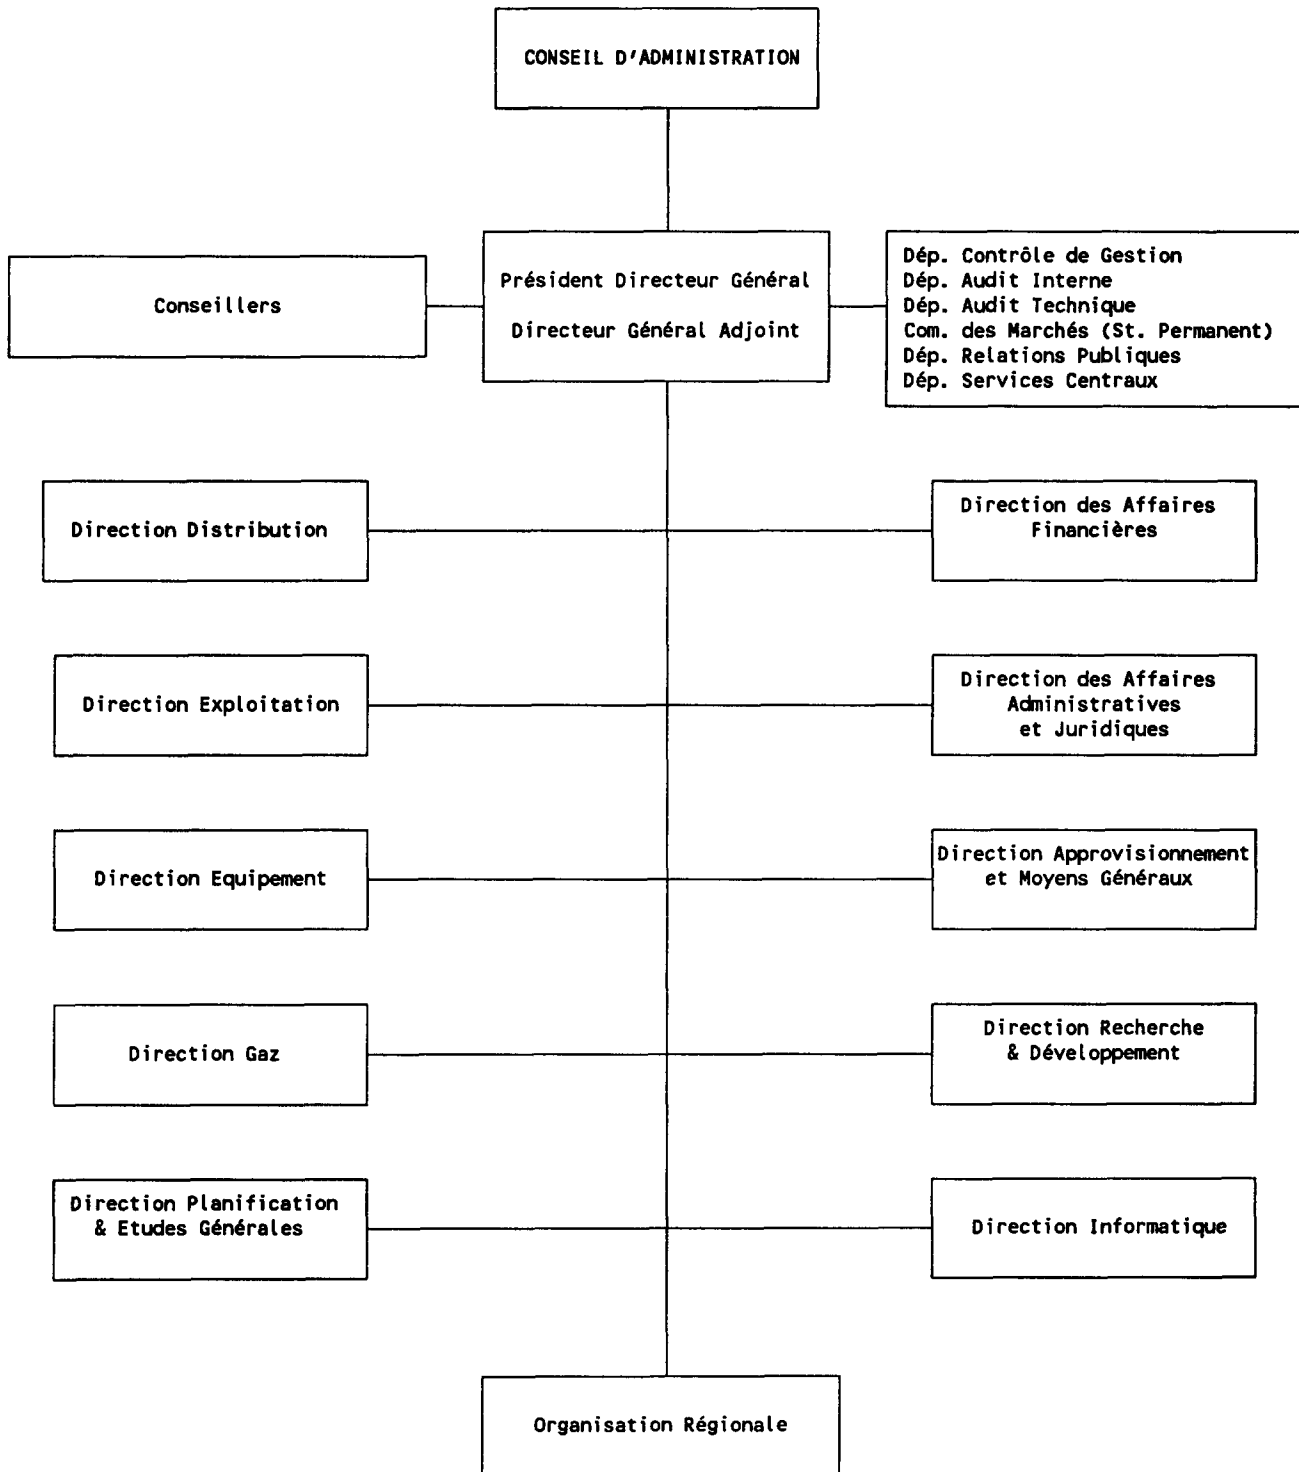 CONSEIL D'ADMINISTRATION
Conseillers
Président Directeur Général
Directeur Général Adjoint
Dép. Contrôle de Gestion
Dép. Audit Interne
Dép. Audit Technique
Com. des Marchés (St. Permanent)
Dép. Relations Publiques
Dép. Services Centraux
Direction Distribution
Direction des Affaires
Financières
Direction Exploitation
Direction des Affaires
Administratives
et Juridiques
Direction Equipement
Direction Approvisionnement
et Moyens Généraux
Direction Gaz
Direction Recherche
& Développement
Direction Planification
& Etudes Générales
Direction Informatique
Organisation Régionale